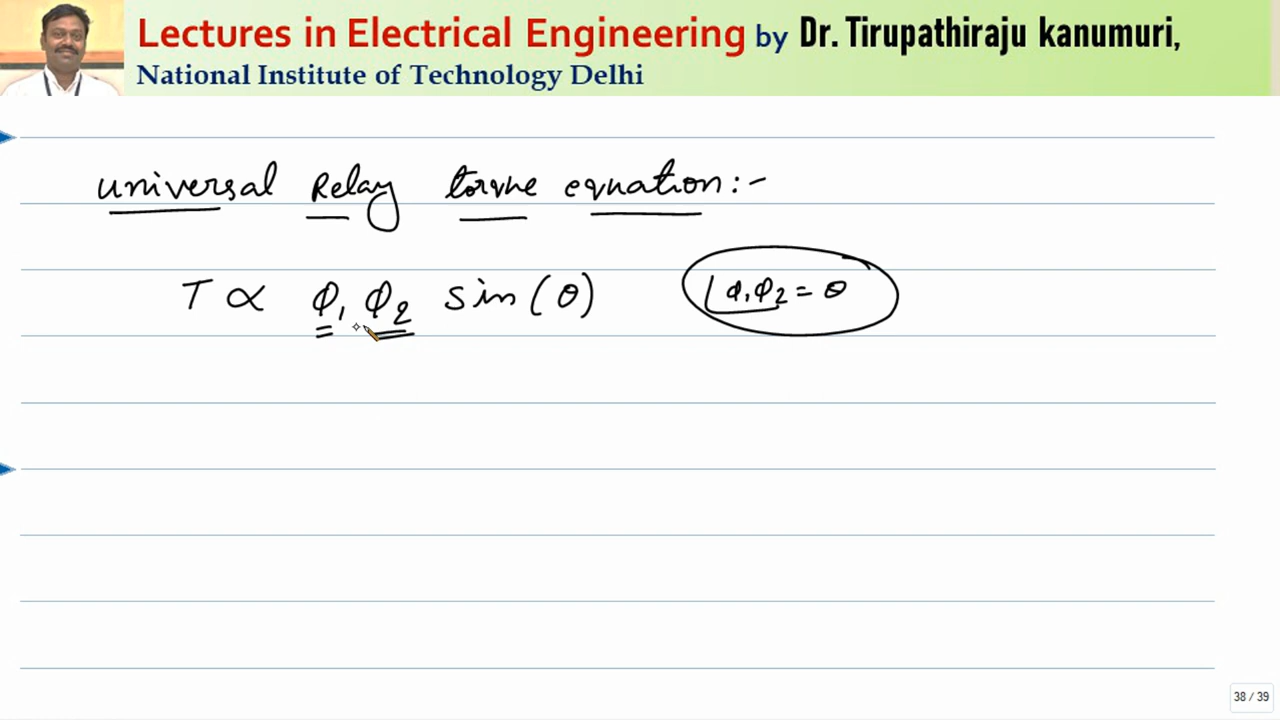 Lectures in Electrical Engineering by Dr. Tirupathiraju kanumuri,
National Institute of Technology Delhi
universal Relay torque equation:-
T ∝ Φ₁ Φ₂ sin(θ) ∠Φ₁Φ₂ = θ
38 / 39